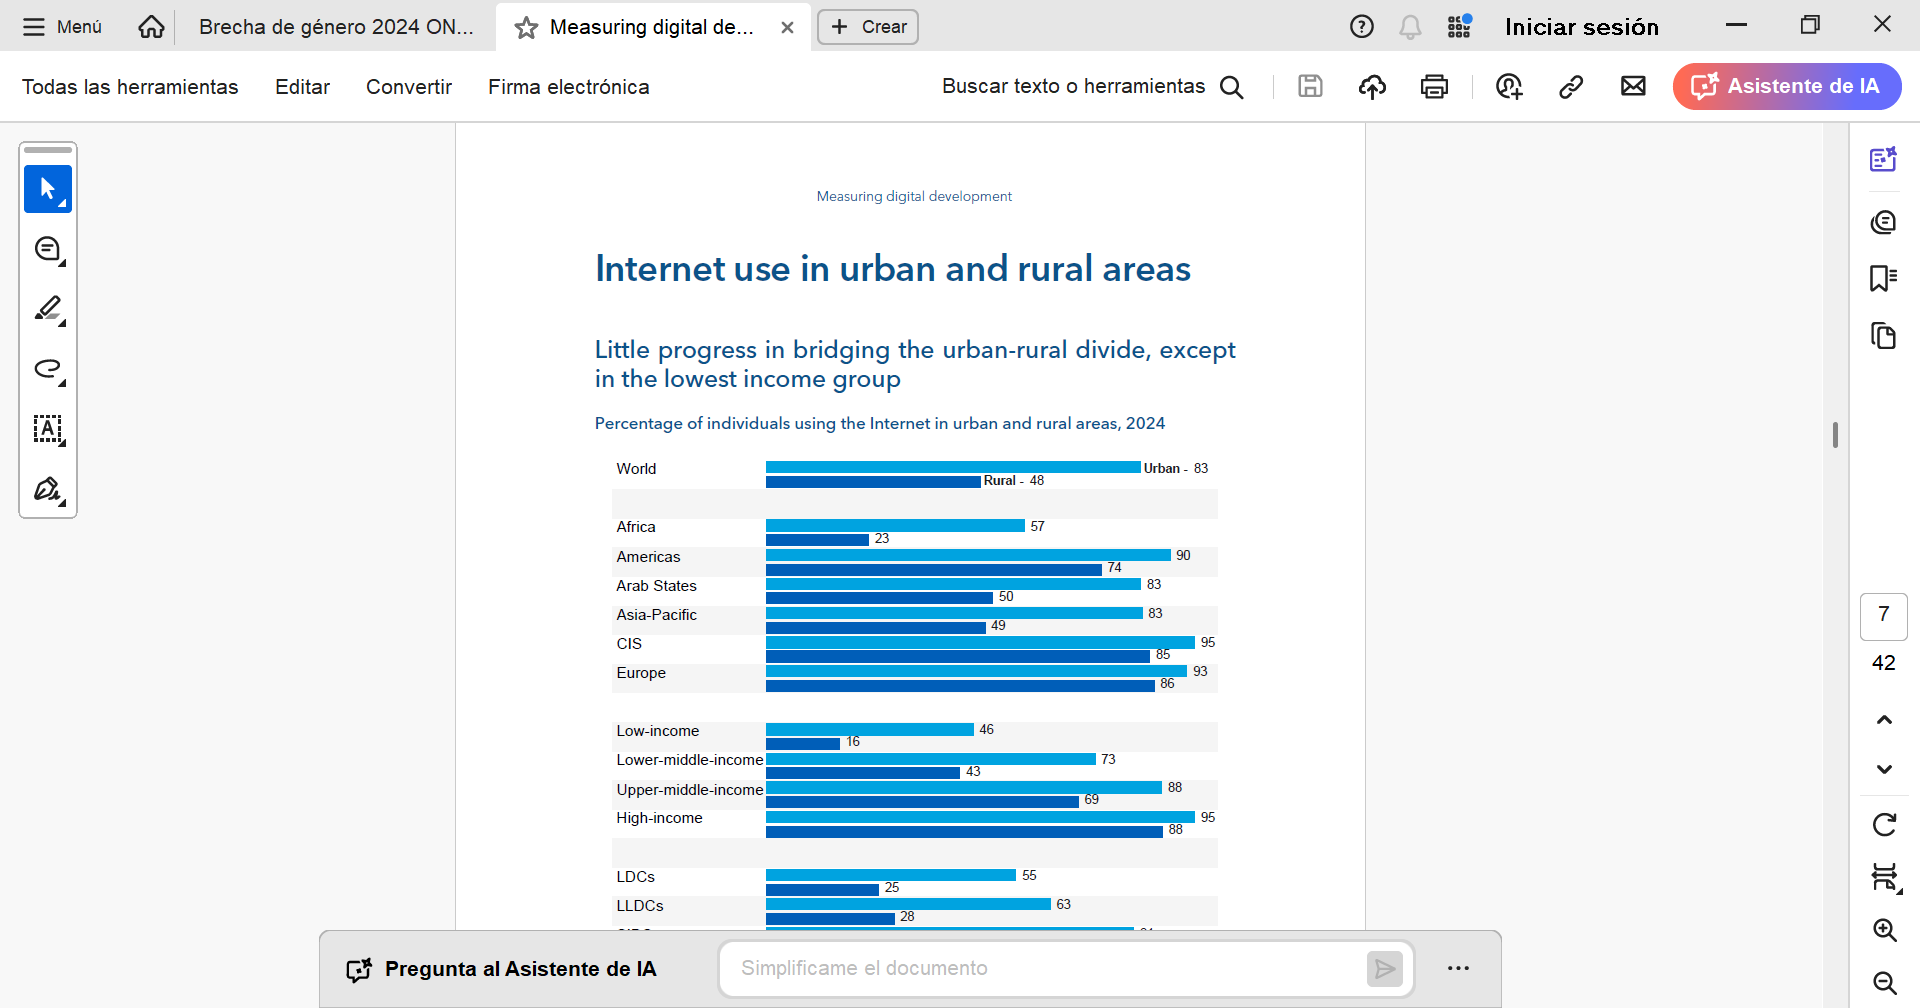 Menú
Brecha de género 2024 ON...
Measuring digital de...
Crear
Iniciar sesión
Todas las herramientas
Editar
Convertir
Firma electrónica
Buscar texto o herramientas
Asistente de IA
Measuring digital development
Internet use in urban and rural areas
Little progress in bridging the urban-rural divide, except
in the lowest income group
Percentage of individuals using the Internet in urban and rural areas, 2024
World
Urban - 83
Rural - 48
Africa
57
23
Americas
90
74
Arab States
83
50
Asia-Pacific
83
49
CIS
95
85
Europe
93
86
Low-income
46
16
Lower-middle-income
73
43
Upper-middle-income
88
69
High-income
95
88
LDCs
55
25
LLDCs
63
28
7
42
Pregunta al Asistente de IA
Simplificame el documento